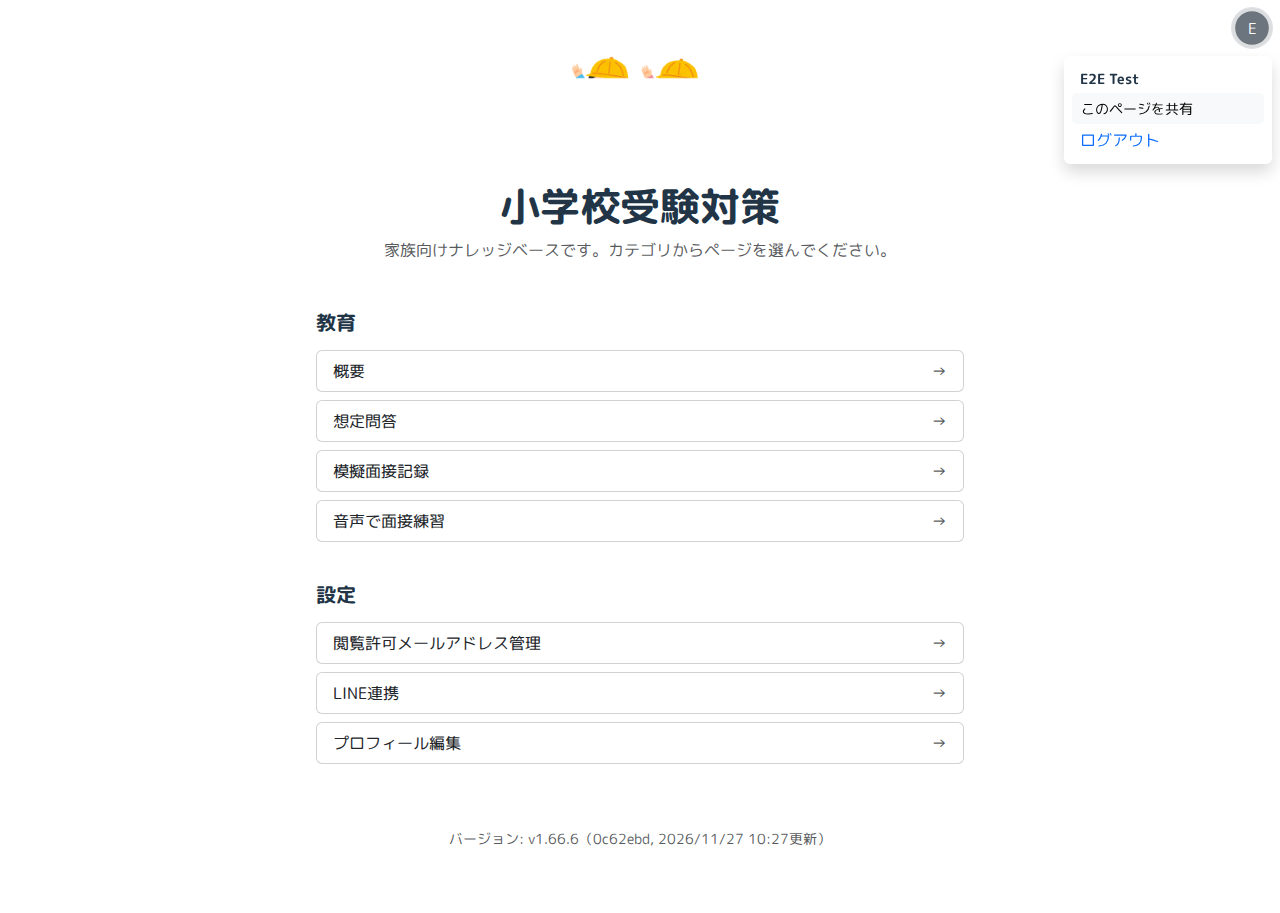 E
E2E Test
このページを共有
ログアウト
小学校受験対策
家族向けナレッジベースです。カテゴリからページを選んでください。
教育
概要 →
想定問答 →
模擬面接記録 →
音声で面接練習 →
設定
閲覧許可メールアドレス管理 →
LINE連携 →
プロフィール編集 →
バージョン: v1.66.6（0c62ebd, 2026/11/27 10:27更新）